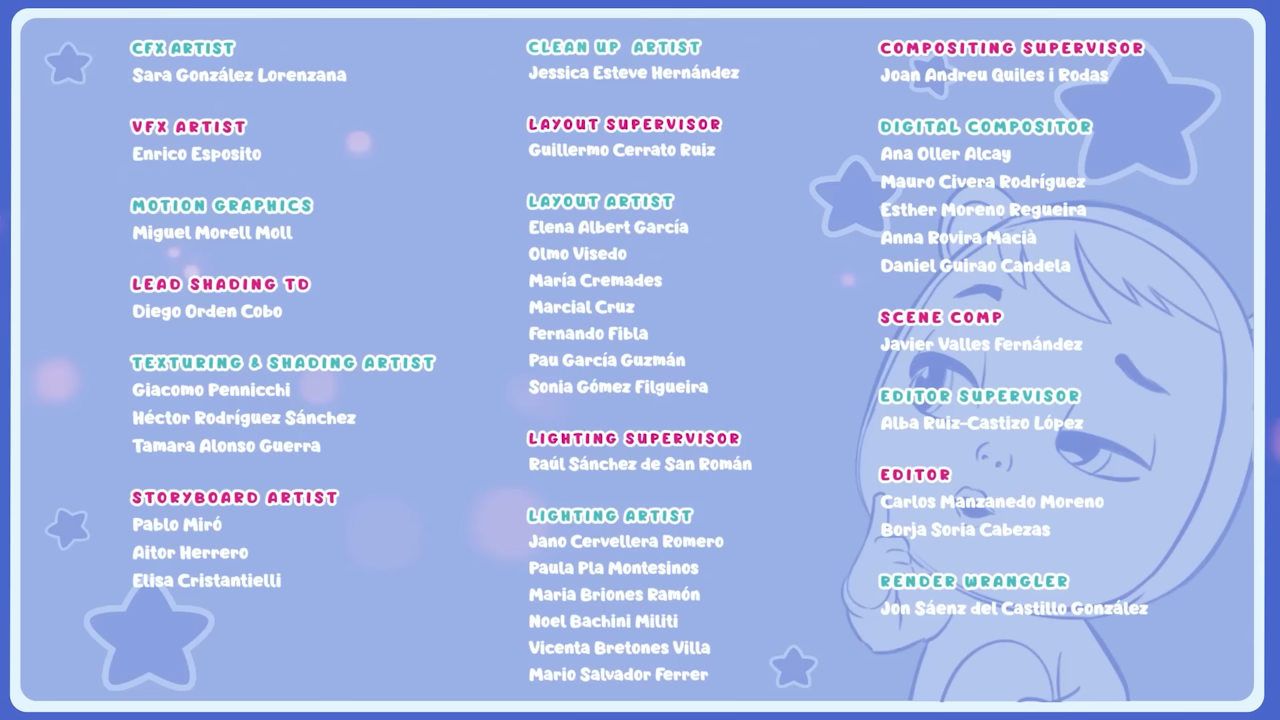 CFX ARTIST
Sara González Lorenzana
VFX ARTIST
Enrico Esposito
MOTION GRAPHICS
Miguel Morell Moll
LEAD SHADING TD
Diego Orden Cobo
TEXTURING & SHADING ARTIST
Giacomo Pennicchi
Héctor Rodríguez Sánchez
Tamara Alonso Guerra
STORYBOARD ARTIST
Pablo Miró
Aitor Herrero
Elisa Cristantielli
CLEAN UP ARTIST
Jessica Esteve Hernández
LAYOUT SUPERVISOR
Guillermo Cerrato Ruiz
LAYOUT ARTIST
Elena Albert García
Olmo Visedo
María Cremades
Marcial Cruz
Fernando Fibla
Pau García Guzmán
Sonia Gómez Filgueira
LIGHTING SUPERVISOR
Raúl Sánchez de San Román
LIGHTING ARTIST
Jano Cervellera Romero
Paula Pla Montesinos
Maria Briones Ramón
Noel Bachini Militi
Vicenta Bretones Villa
Mario Salvador Ferrer
COMPOSITING SUPERVISOR
Joan Andreu Quiles i Rodas
DIGITAL COMPOSITOR
Ana Oller Alcay
Mauro Civera Rodríguez
Esther Moreno Regueira
Anna Rovira Macià
Daniel Guirao Candela
SCENE COMP
Javier Valles Fernández
EDITOR SUPERVISOR
Alba Ruiz-Castizo López
EDITOR
Carlos Manzanedo Moreno
Borja Soria Cabezas
RENDER WRANGLER
Jon Sáenz del Castillo González